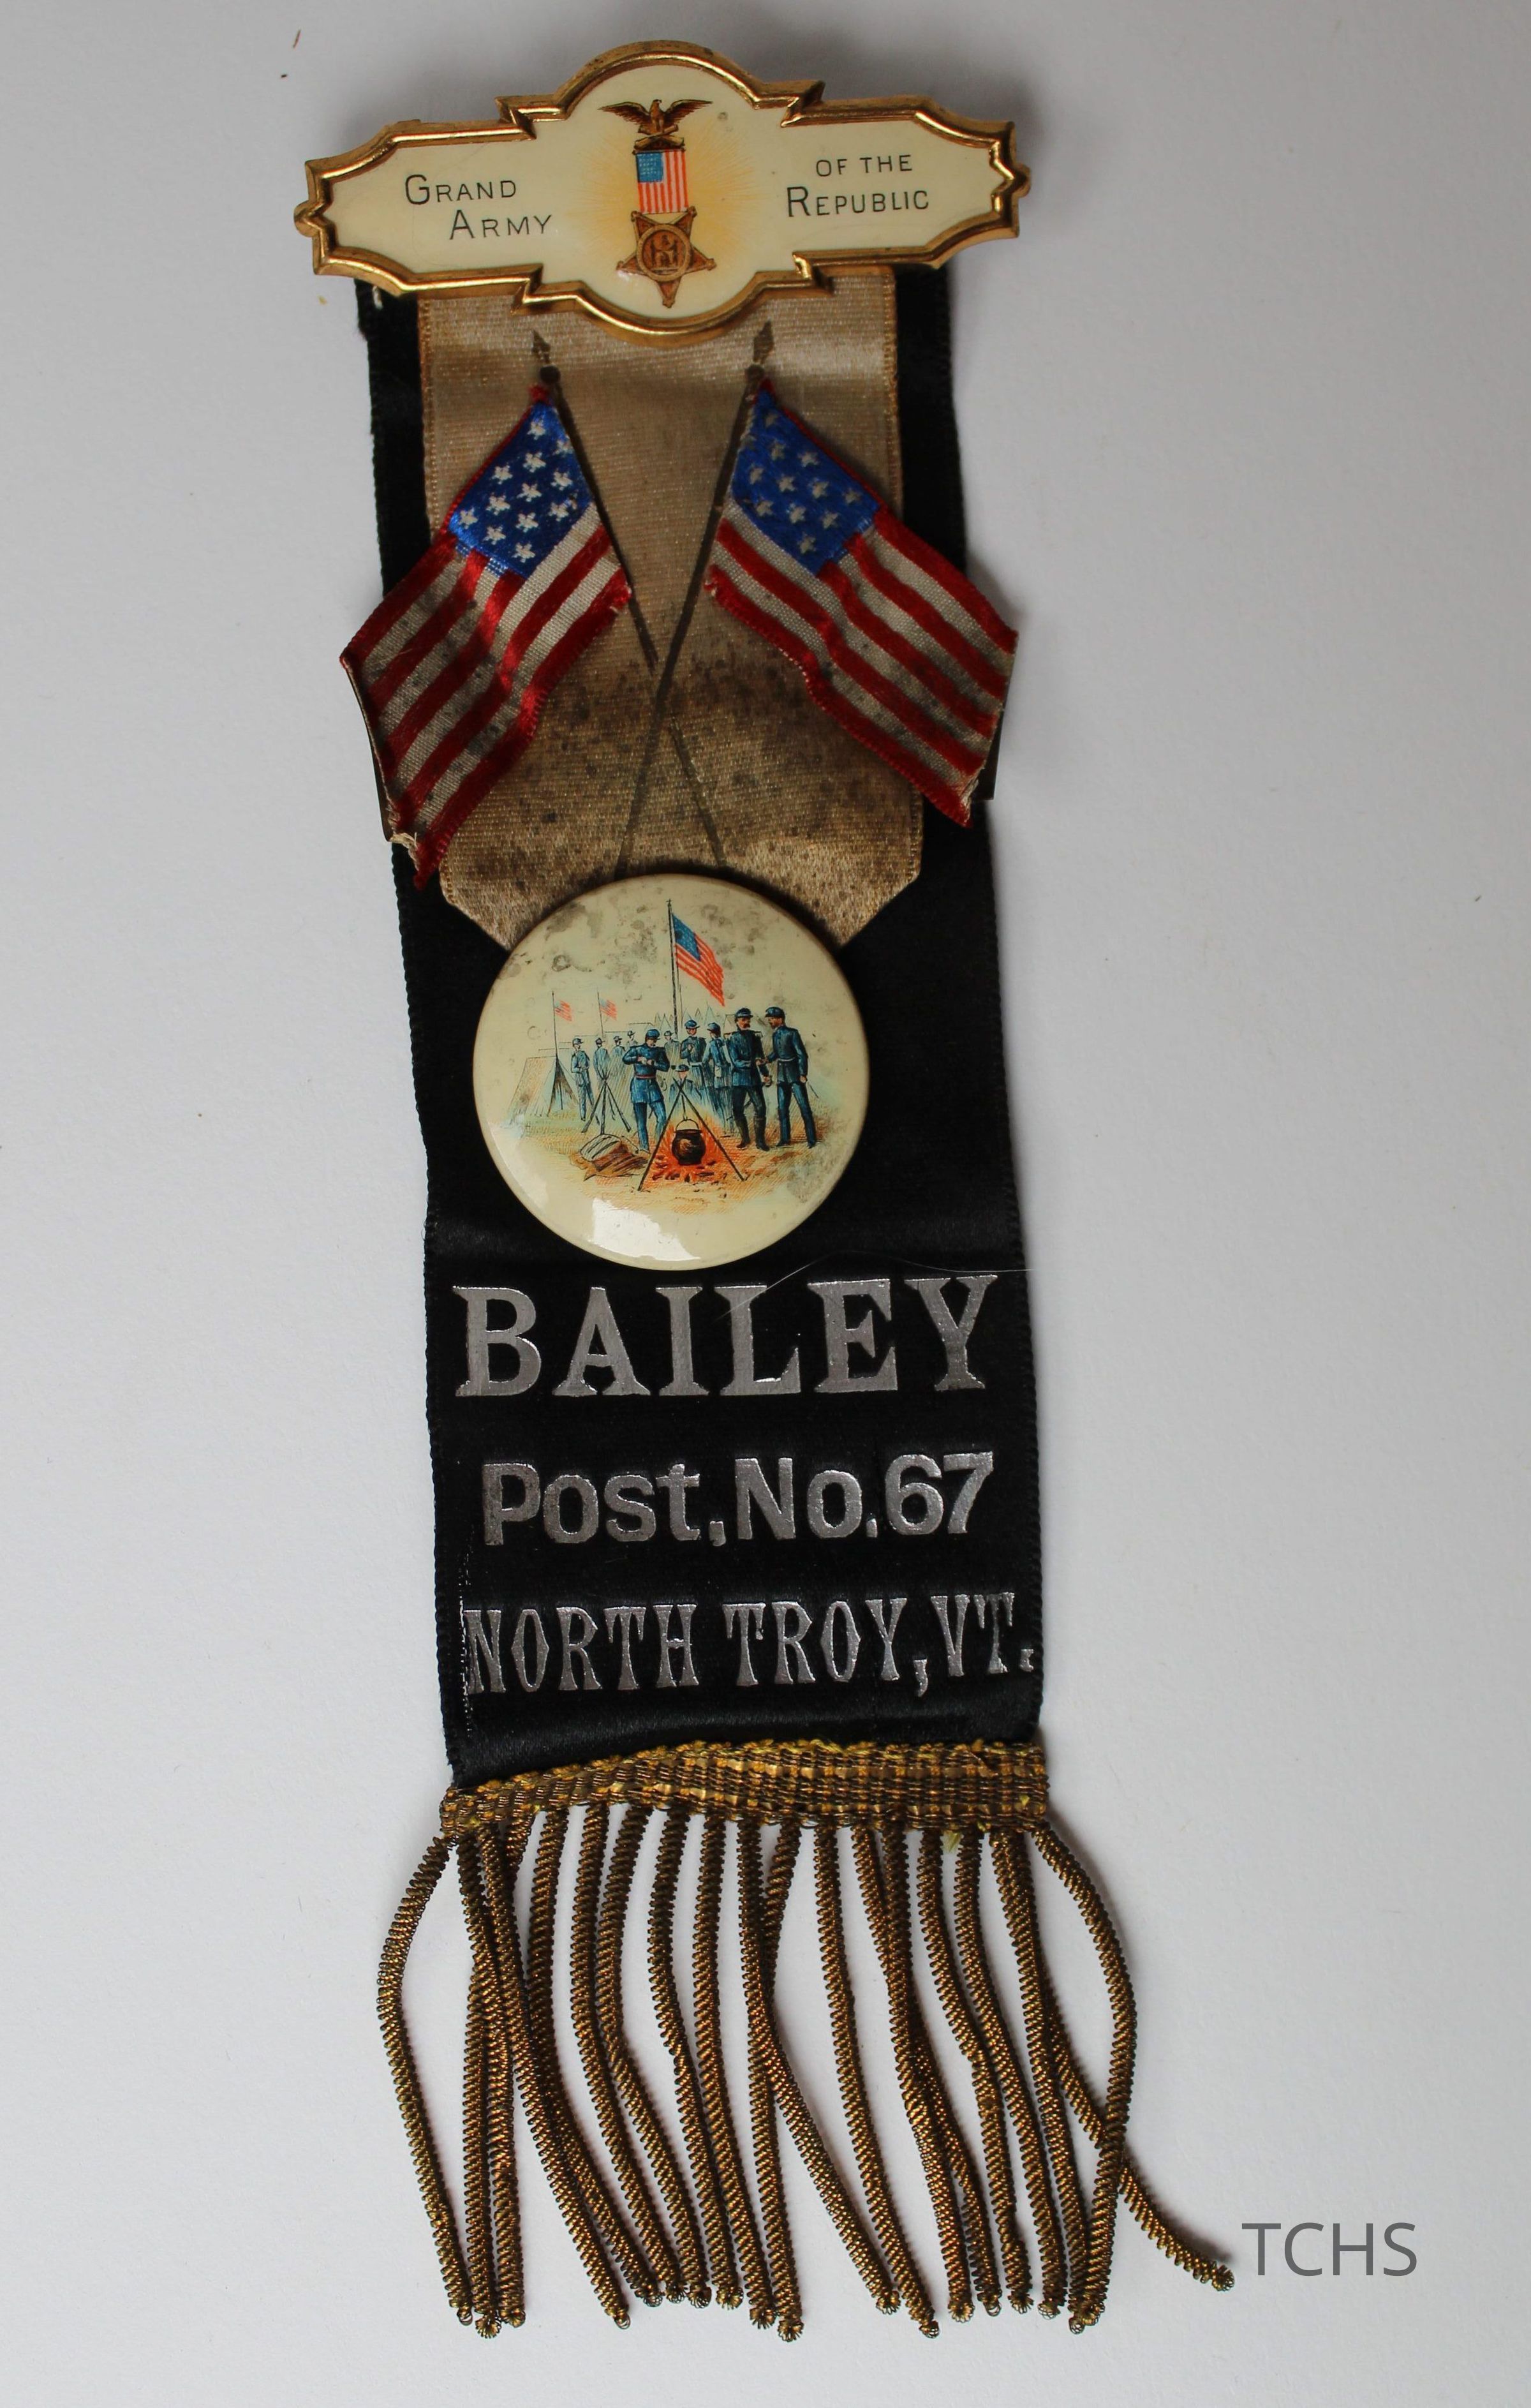 GRAND
ARMY
OF THE
REPUBLIC
BAILEY
Post, No. 67
NORTH TROY, VT.
TCHS